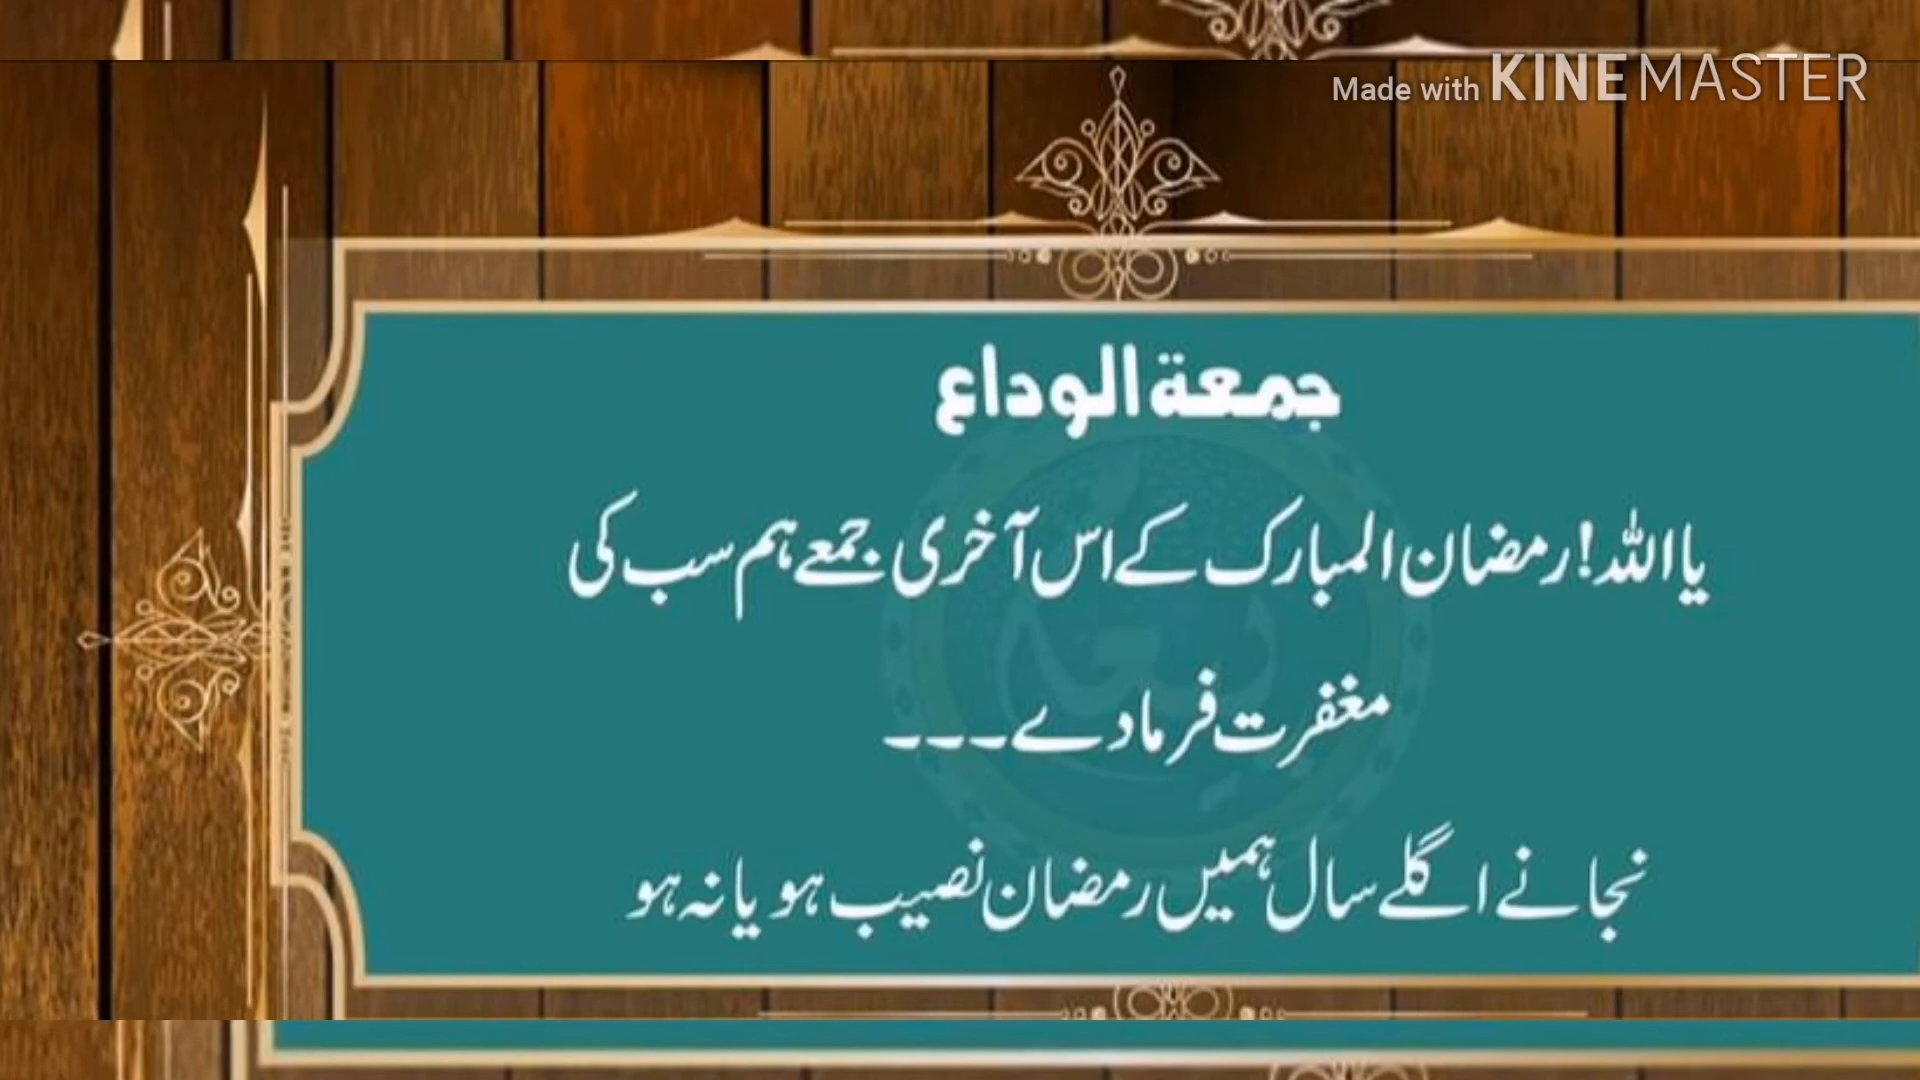 Made with KINEMASTER
جمعة الوداع
یا اللہ! رمضان المبارک کے اس آخری جمعے ہم سب کی
مغفرت فرما دے۔۔۔
نجانے اگلے سال ہمیں رمضان نصیب ہو یا نہ ہو